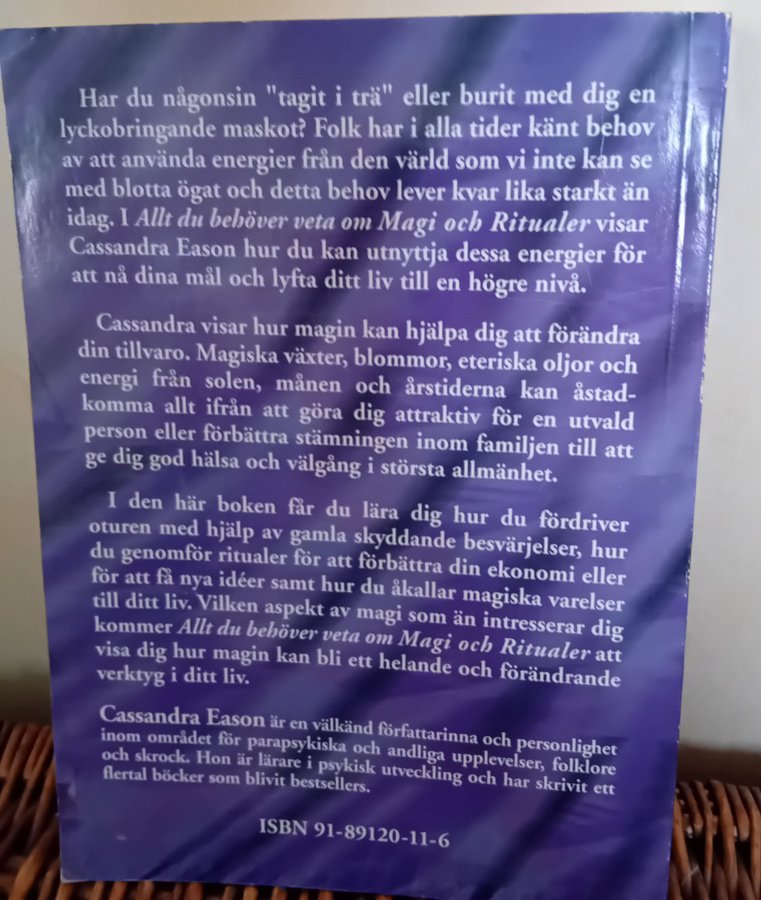 Har du någonsin "tagit i trä" eller burit med dig en
lyckobringande maskot? Folk har i alla tider känt behov
av att använda energier från den värld som vi inte kan se
med blotta ögat och detta behov lever kvar lika starkt än
idag. I Allt du behöver veta om Magi och Ritualer visar
Cassandra Eason hur du kan utnyttja dessa energier för
att nå dina mål och lyfta ditt liv till en högre nivå.
Cassandra visar hur magin kan hjälpa dig att förändra
din tillvaro. Magiska växter, blommor, eteriska oljor och
energi från solen, månen och årstiderna kan åstad-
komma allt ifrån att göra dig attraktiv för en utvald
person eller förbättra stämningen inom familjen till att
ge dig god hälsa och välgång i största allmänhet.
I den här boken får du lära dig hur du fördriver
oturen med hjälp av gamla skyddande besvärjelser, hur
du genomför ritualer för att förbättra din ekonomi eller
för att få nya idéer samt hur du åkallar magiska varelser
till ditt liv. Vilken aspekt av magi som än intresserar dig
kommer Allt du behöver veta om Magi och Ritualer att
visa dig hur magin kan bli ett helande och förändrande
verktyg i ditt liv.
Cassandra Eason är en välkänd författarinna och personlighet
inom området för parapsykiska och andliga upplevelser, folklore
och skrock. Hon är lärare i psykisk utveckling och har skrivit ett
flertal böcker som blivit bestsellers.
ISBN 91-89120-11-6